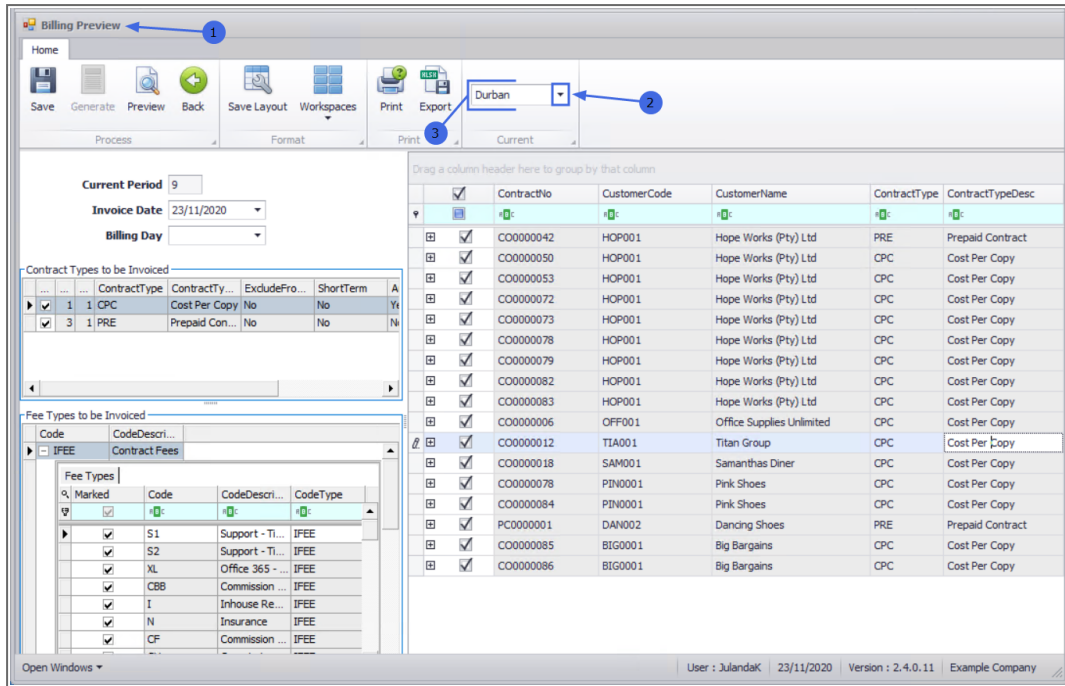 Billing Preview
1
Home
Save
Generate
Preview
Back
Save Layout
Workspaces
Print
XLSX
Export
Durban
2
3
Process
Format
Print
Current
Current Period 9
Invoice Date 23/11/2020
Billing Day
Contract Types to be Invoiced
... ... ... ContractType ContractTy... ExcludeFro... ShortTerm A
1 1 CPC Cost Per Copy No No Ye
3 1 PRE Prepaid Con... No No No
Fee Types to be Invoiced
Code CodeDescri...
IFEE Contract Fees
Fee Types
Marked Code CodeDescri... CodeType
S1 Support - Ti... IFEE
S2 Support - Ti... IFEE
XL Office 365 - ... IFEE
CBB Commission ... IFEE
I Inhouse Re... IFEE
N Insurance IFEE
CF Commission ... IFEE
Drag a column header here to group by that column
ContractNo CustomerCode CustomerName ContractType ContractTypeDesc
CO0000042 HOP001 Hope Works (Pty) Ltd PRE Prepaid Contract
CO0000050 HOP001 Hope Works (Pty) Ltd CPC Cost Per Copy
CO0000053 HOP001 Hope Works (Pty) Ltd CPC Cost Per Copy
CO0000072 HOP001 Hope Works (Pty) Ltd CPC Cost Per Copy
CO0000073 HOP001 Hope Works (Pty) Ltd CPC Cost Per Copy
CO0000078 HOP001 Hope Works (Pty) Ltd CPC Cost Per Copy
CO0000079 HOP001 Hope Works (Pty) Ltd CPC Cost Per Copy
CO0000082 HOP001 Hope Works (Pty) Ltd CPC Cost Per Copy
CO0000083 HOP001 Hope Works (Pty) Ltd CPC Cost Per Copy
CO0000006 OFF001 Office Supplies Unlimited CPC Cost Per Copy
CO0000012 TIA001 Titan Group CPC Cost Per Copy
CO0000018 SAM001 Samanthas Diner CPC Cost Per Copy
CO0000078 PIN0001 Pink Shoes CPC Cost Per Copy
CO0000084 PIN0001 Pink Shoes CPC Cost Per Copy
PC0000001 DAN002 Dancing Shoes PRE Prepaid Contract
CO0000085 BIG0001 Big Bargains CPC Cost Per Copy
CO0000086 BIG0001 Big Bargains CPC Cost Per Copy
Open Windows
User : JulandaK 23/11/2020 Version : 2.4.0.11 Example Company